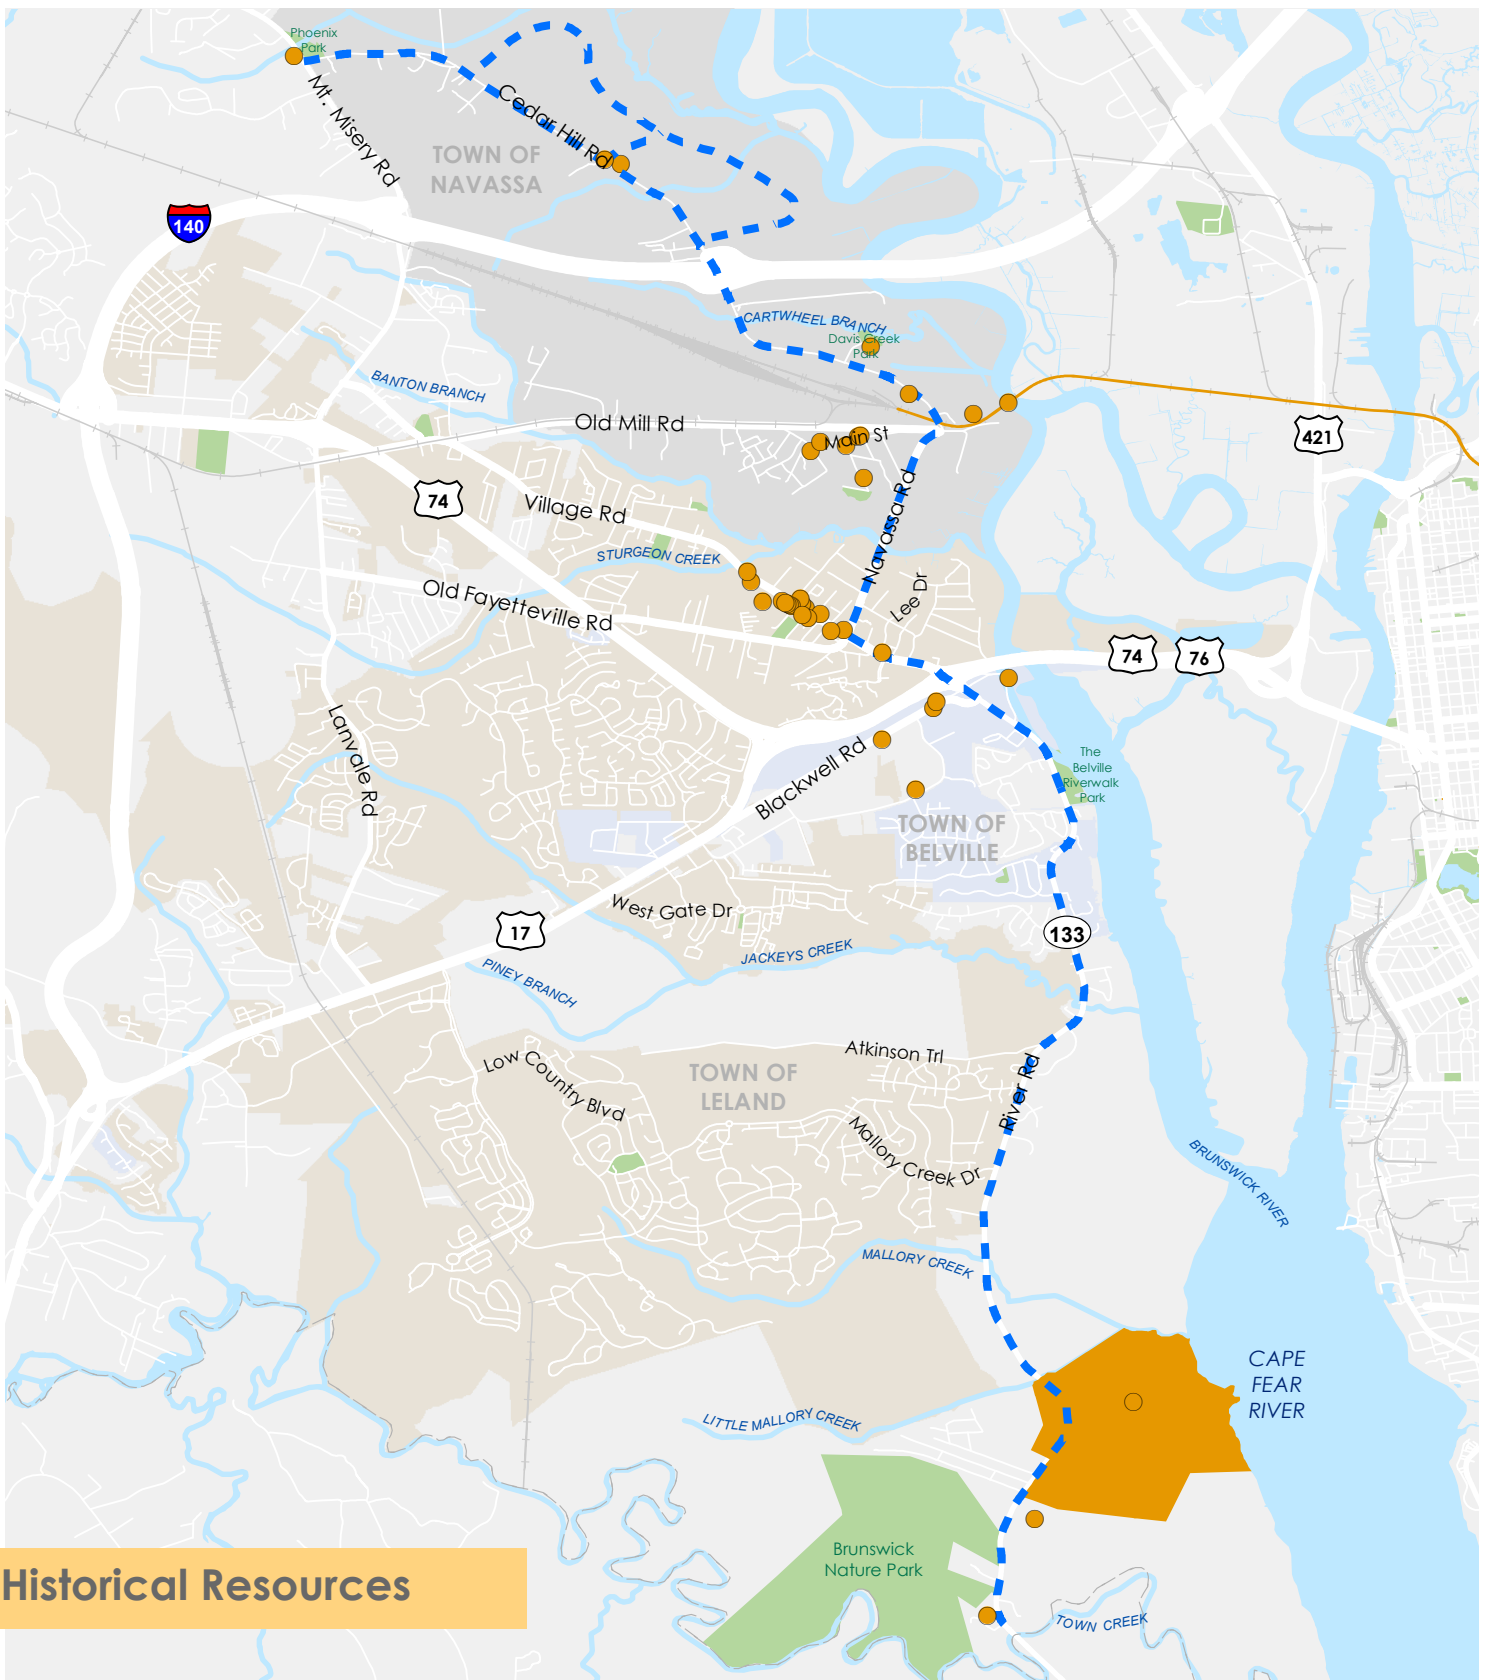 Phoenix
Park
Mt. Misery Rd
Cedar Hill Rd
TOWN OF
NAVASSA
140
CARTWHEEL BRANCH
Davis Creek
Park
BANTON BRANCH
Old Mill Rd
Main St
421
74
Village Rd
Navassa Rd
STURGEON CREEK
Old Fayetteville Rd
Lee Dr
74
76
Lanvale Rd
Blackwell Rd
The
Belville
Riverwalk
Park
TOWN OF
BELVILLE
West Gate Dr
17
133
JACKEYS CREEK
PINEY BRANCH
Atkinson Trl
Low Country Blvd
TOWN OF
LELAND
River Rd
Mallory Creek Dr
BRUNSWICK RIVER
MALLORY CREEK
CAPE
FEAR
RIVER
LITTLE MALLORY CREEK
Brunswick
Nature Park
Historical Resources
TOWN CREEK